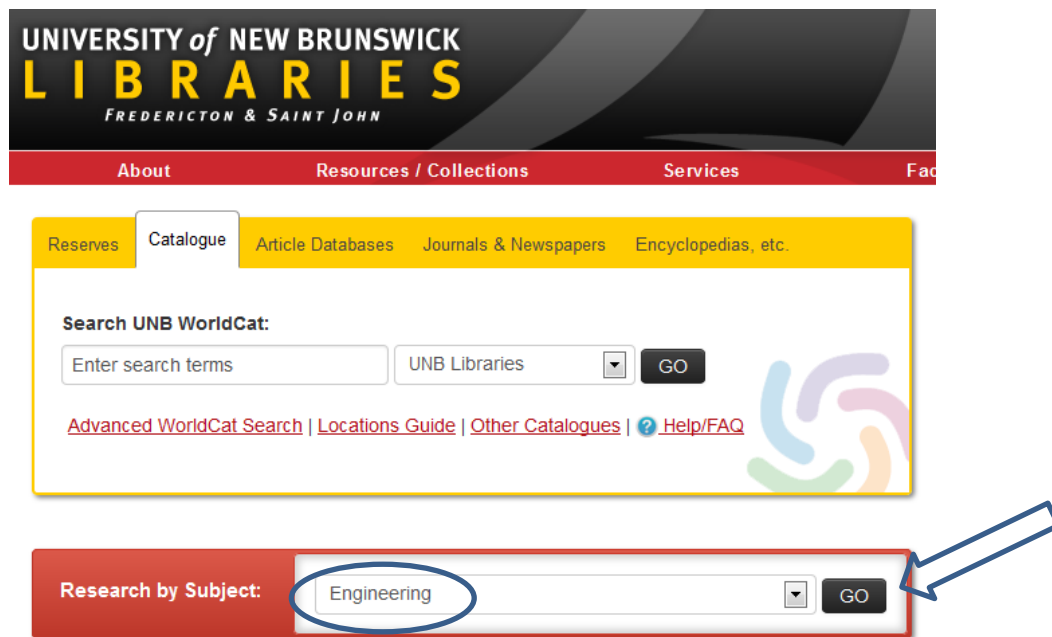 UNIVERSITY of NEW BRUNSWICK
LIBRARIES
FREDERICTON & SAINT JOHN
About Resources / Collections Services Fac
Reserves Catalogue Article Databases Journals & Newspapers Encyclopedias, etc.
Search UNB WorldCat:
Enter search terms UNB Libraries GO
Advanced WorldCat Search | Locations Guide | Other Catalogues | ? Help/FAQ
Research by Subject: Engineering GO